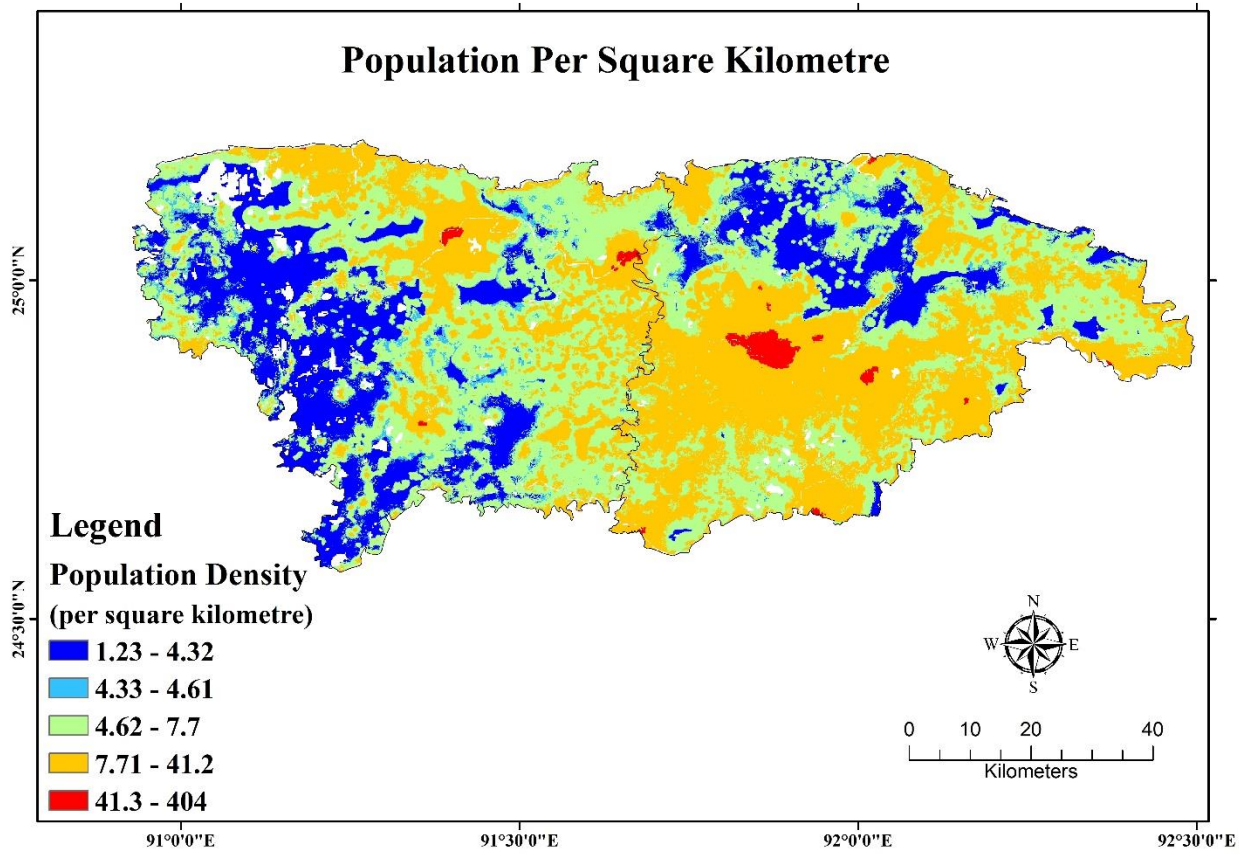 Population Per Square Kilometre
25°0'0"N
24°30'0"N
Legend
Population Density
(per square kilometre)
1.23 - 4.32
4.33 - 4.61
4.62 - 7.7
7.71 - 41.2
41.3 - 404
N
W E
S
0 10 20 40
Kilometers
91°0'0"E 91°30'0"E 92°0'0"E 92°30'0"E